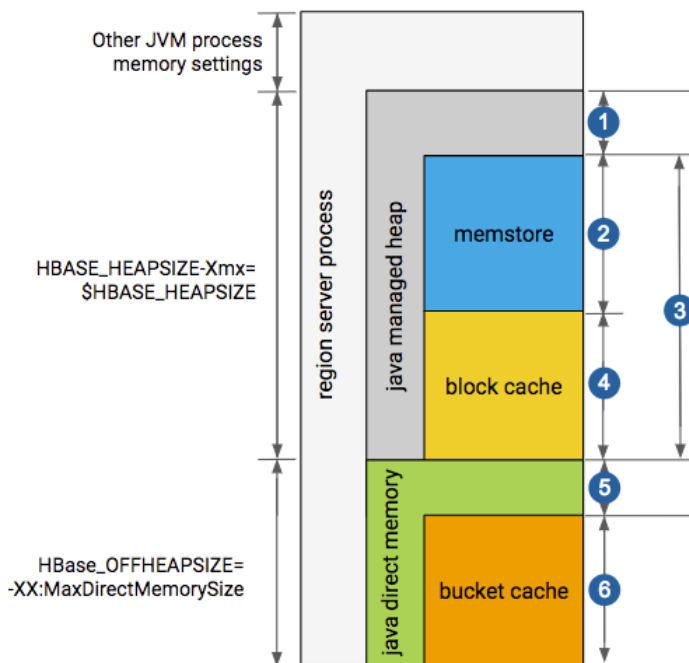 Other JVM process
memory settings
1
memstore
2
3
HBASE_HEAPSIZE-Xmx=
$HBASE_HEAPSIZE
region server process
java managed heap
block cache
4
5
HBase_OFFHEAPSIZE=
-XX:MaxDirectMemorySize
java direct memory
bucket cache
6